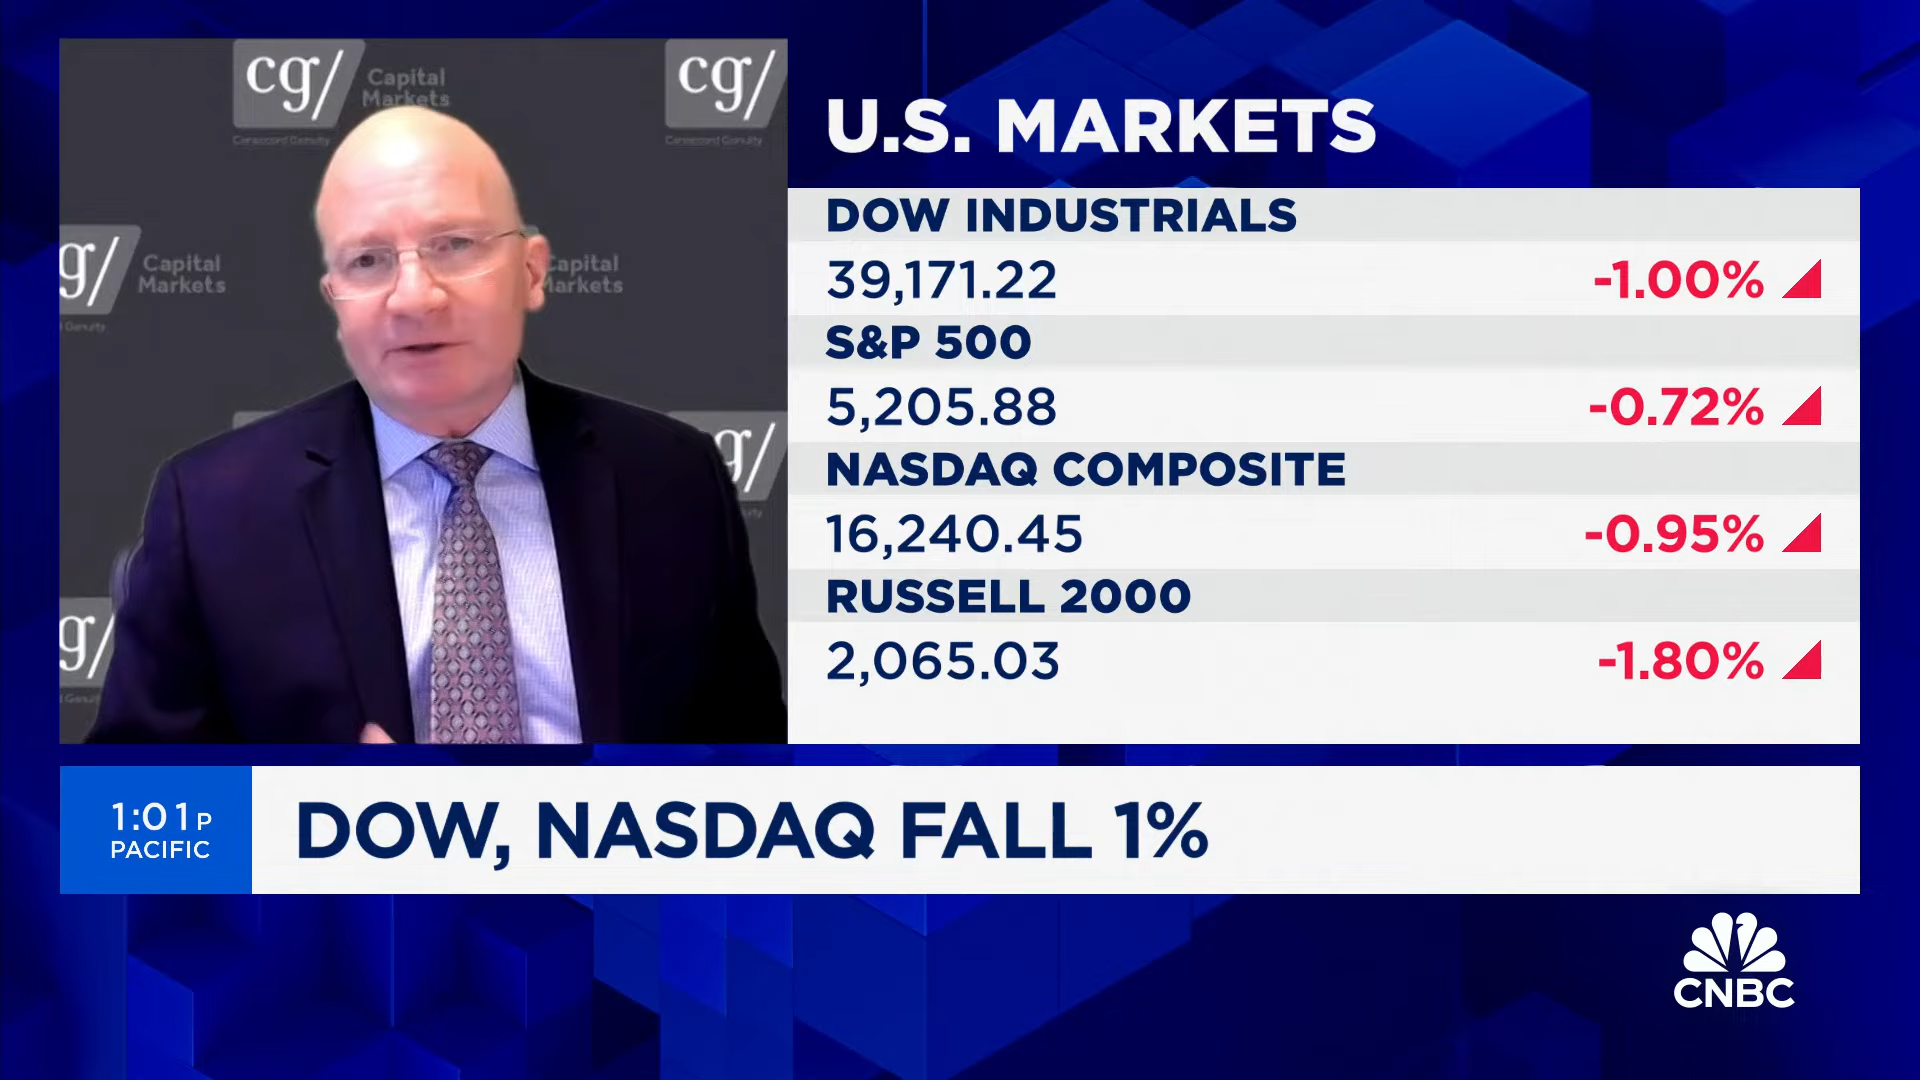 cg/ Capital
Markets
cg/
g/ Capital
Markets
Capital
Markets
g/
g/
U.S. MARKETS
DOW INDUSTRIALS
39,171.22 -1.00%
S&P 500
5,205.88 -0.72%
NASDAQ COMPOSITE
16,240.45 -0.95%
RUSSELL 2000
2,065.03 -1.80%
1:01P
PACIFIC
DOW, NASDAQ FALL 1%
CNBC